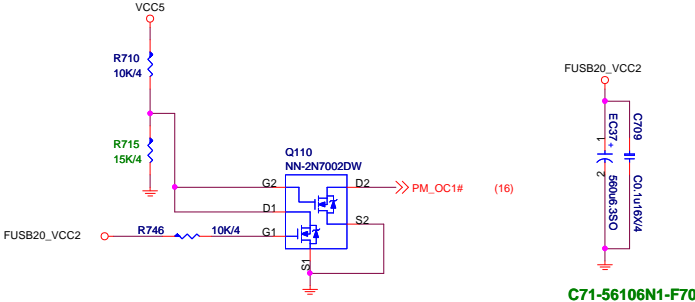 VCC5
R710
10K/4
R715
15K/4
Q110
NN-2N7002DW
G2
D2
PM_OC1#
(16)
D1
S2
FUSB20_VCC2
R746
10K/4
G1
S1
FUSB20_VCC2
EC37
1
+
2
560u6.3SO
C709
C0.1u16X/4
C71-56106N1-F70